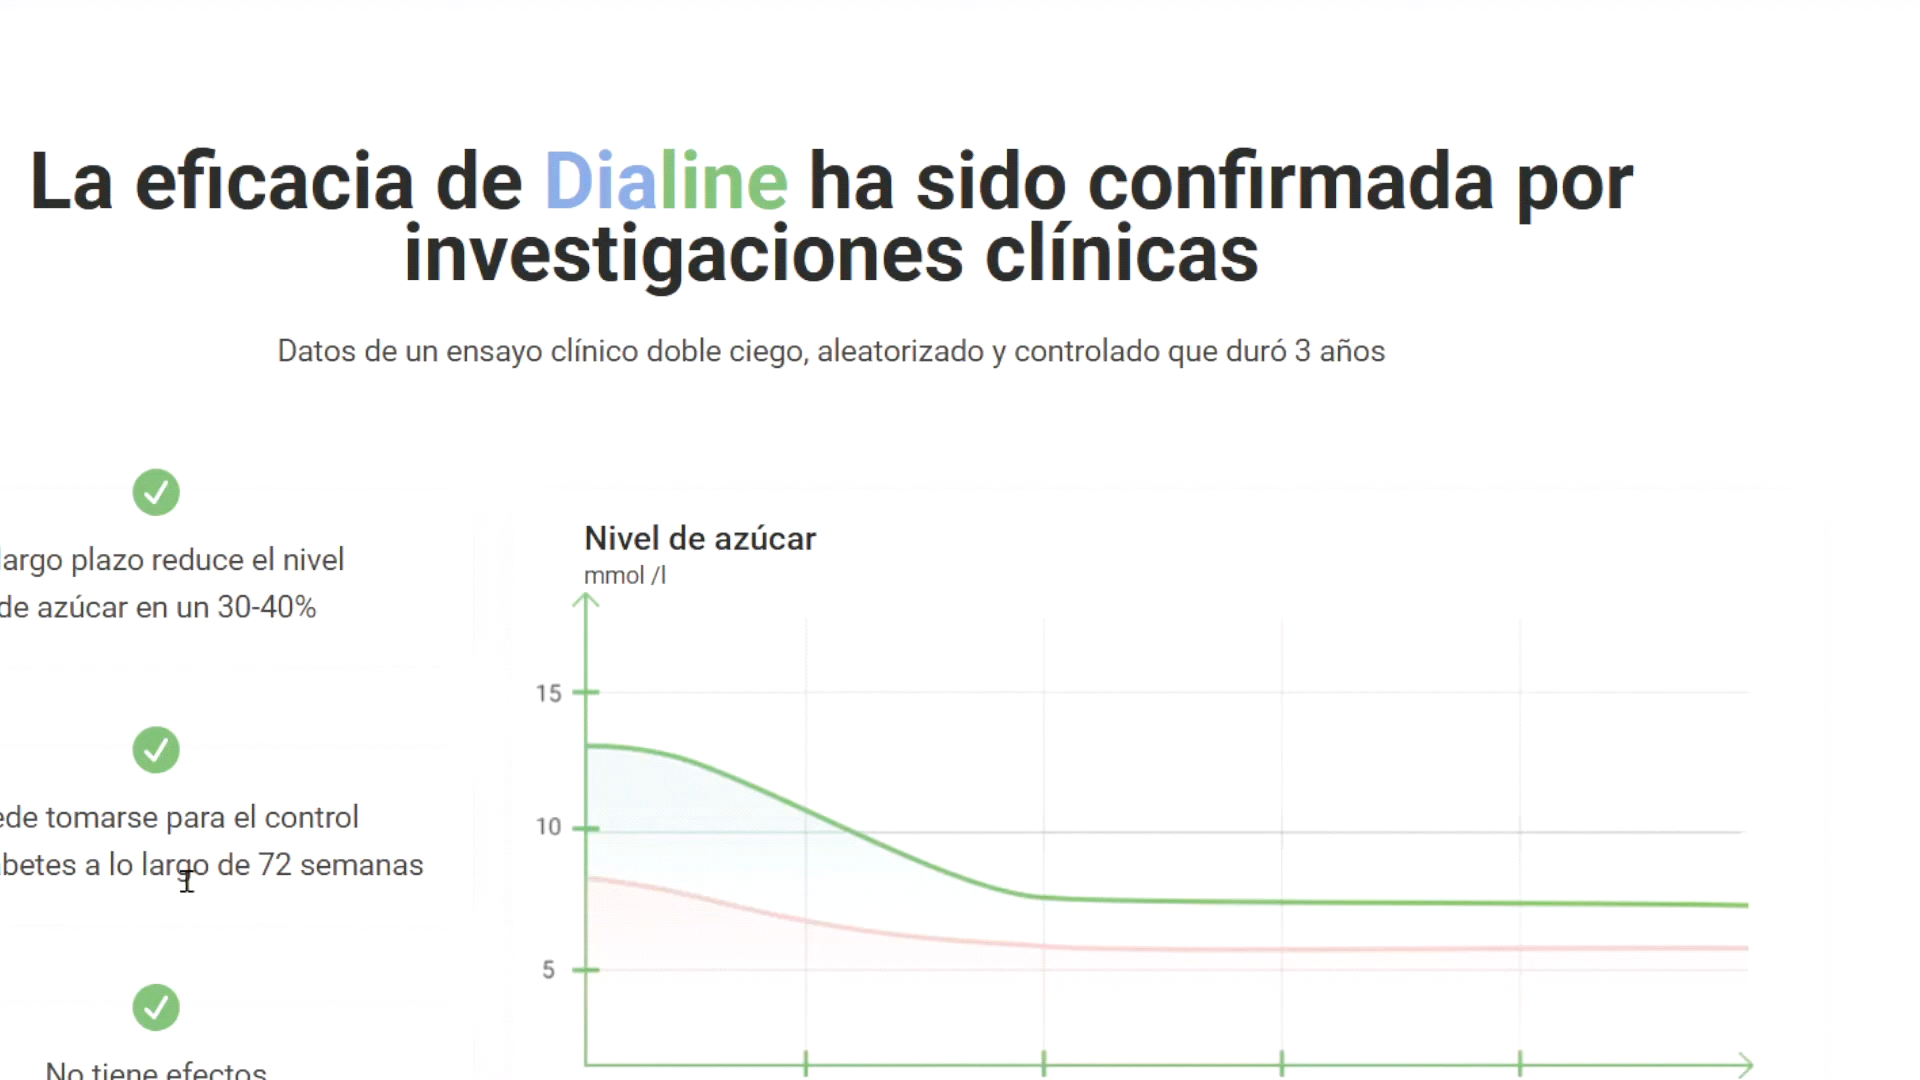 La eficacia de Dialine ha sido confirmada por
investigaciones clínicas
Datos de un ensayo clínico doble ciego, aleatorizado y controlado que duró 3 años
largo plazo reduce el nivel
de azúcar en un 30-40%
ede tomarse para el control
betes a lo largo de 72 semanas
No tiene efectos
Nivel de azúcar
mmol /l
15
10
5